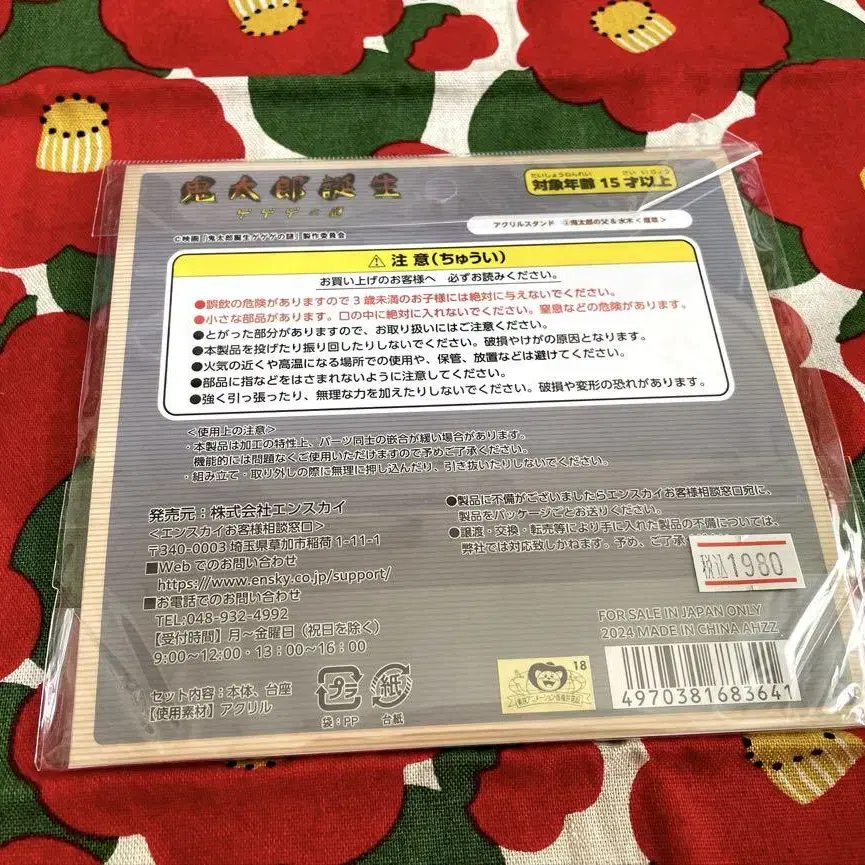 鬼太郎誕生
ゲゲゲの謎
たいしょうねんれい さい いじょう
対象年齢 15 才以上
アクリルスタンド ①鬼太郎の父&水木<煙草>
©映画「鬼太郎誕生ゲゲゲの謎」製作委員会
⚠注 意(ちゅうい)
お買い上げのお客様へ 必ずお読みください。
●誤飲の危険がありますので3歳未満のお子様には絶対に与えないでください。
●小さな部品があります。口の中に絶対に入れないでください。窒息などの危険があります。
●とがった部分がありますので、お取り扱いにはご注意ください。
●本製品を投げたり振り回したりしないでください。破損やけがの原因となります。
●火気の近くや高温になる場所での使用や、保管、放置などは避けてください。
●部品に指などをはさまれないように注意してください。
●強く引っ張ったり、無理な力を加えたりしないでください。破損や変形の恐れがあります。
<使用上の注意>
・本製品は加工の特性上、パーツ同士の嵌合が緩い場合があります。
機能的には問題なくご使用いただけますので予めご了承ください。
・組み立て・取り外しの際に無理に押し込んだり、引き抜いたりしないでください。
発売元:株式会社エンスカイ
<エンスカイお客様相談窓口>
〒340-0003 埼玉県草加市稲荷 1-11-1
■Web でのお問い合わせ
https://www.ensky.co.jp/support/
■お電話でのお問い合わせ
TEL:048-932-4992
【受付時間】月〜金曜日(祝日を除く)
9:00〜12:00・13:00〜16:00
●製品に不備がございましたらエンスカイお客様相談窓口宛に、
製品をパッケージごとお送りください。
●譲渡・交換・転売等により手に入れた製品の不備については、
弊社では対応致しかねます。予め、ご了承
税込1980
FOR SALE IN JAPAN ONLY
2024 MADE IN CHINA AHZZ
セット内容:本体、台座
【使用素材】アクリル
プラ
袋:PP
紙
台紙
18
4970381683641